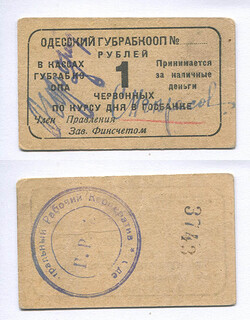 ОДЕССКИЙ ГУБРАБКООП №
РУБЛЕЙ
В КАССАХ
ГУБРАБКО
ОПА
1
Принимается
за наличные
деньги
ЧЕРВОННЫХ
ПО КУРСУ ДНЯ В ГОСБАНКЕ
Член Правления
Зав. Финсчетом
Рабочий
Г. Р.
3743